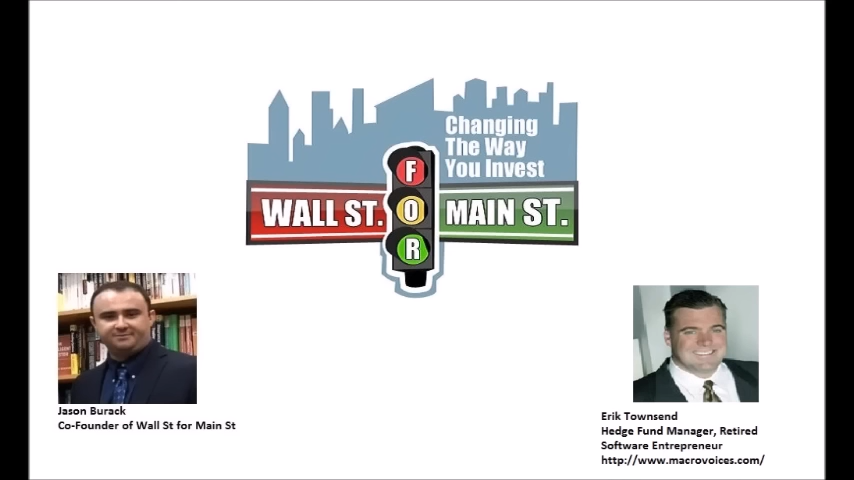 Changing
The Way
You Invest
WALL ST. FOR MAIN ST.
Jason Burack
Co-Founder of Wall St for Main St
Erik Townsend
Hedge Fund Manager, Retired
Software Entrepreneur
http://www.macrovoices.com/